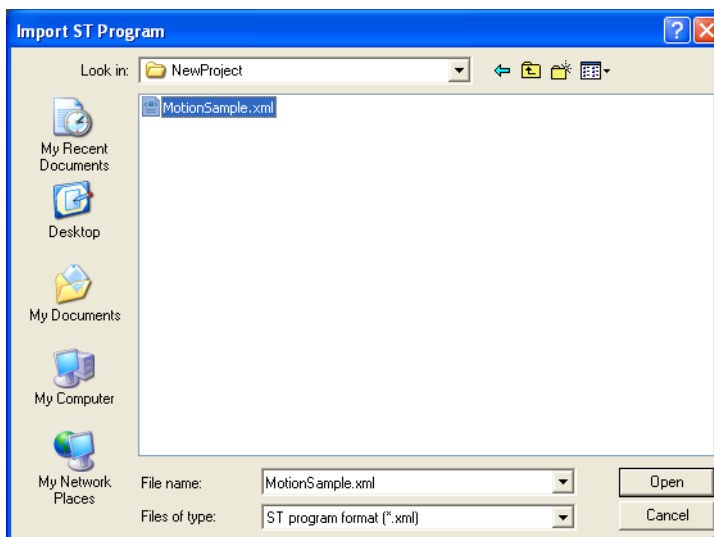 Import ST Program
Look in:
NewProject
MotionSample.xml
My Recent
Documents
Desktop
My Documents
My Computer
My Network
Places
File name:
MotionSample.xml
Open
Files of type:
ST program format (*.xml)
Cancel